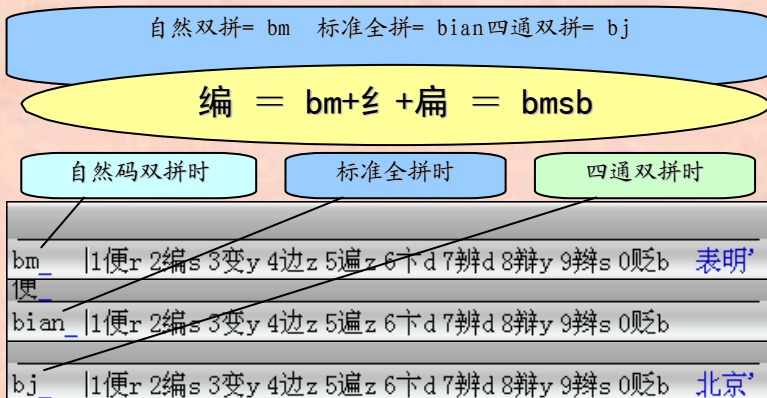 自然双拼= bm 标准全拼= bian四通双拼= bj
编 = bm+纟+扁 = bmsb
自然码双拼时 标准全拼时 四通双拼时
bm_ |1便r 2编s 3变y 4边z 5遍z 6卞d 7辨d 8辩y 9辫s 0贬b 表明’
便_
bian_ |1便r 2编s 3变y 4边z 5遍z 6卞d 7辨d 8辩y 9辫s 0贬b
bj_ |1便r 2编s 3变y 4边z 5遍z 6卞d 7辨d 8辩y 9辫s 0贬b 北京’